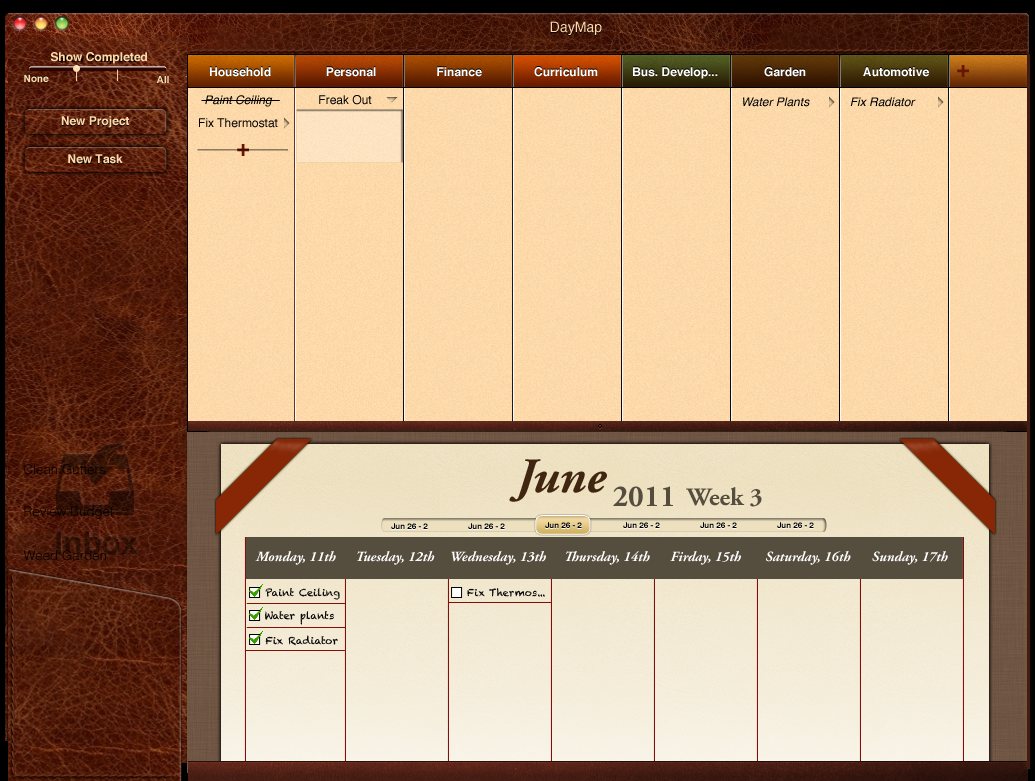 DayMap
Show Completed
None All
New Project
New Task
Household Personal Finance Curriculum Bus. Develop... Garden Automotive +
Paint Ceiling Freak Out Water Plants Fix Radiator
Fix Thermostat
+
Clean Gutters
Review Budget
Weed Garden
Inbox
June 2011 Week 3
Jun 26 - 2 Jun 26 - 2 Jun 26 - 2 Jun 26 - 2 Jun 26 - 2 Jun 26 - 2
Monday, 11th Tuesday, 12th Wednesday, 13th Thursday, 14th Firday, 15th Saturday, 16th Sunday, 17th
Paint Ceiling Fix Thermos...
Water plants
Fix Radiator